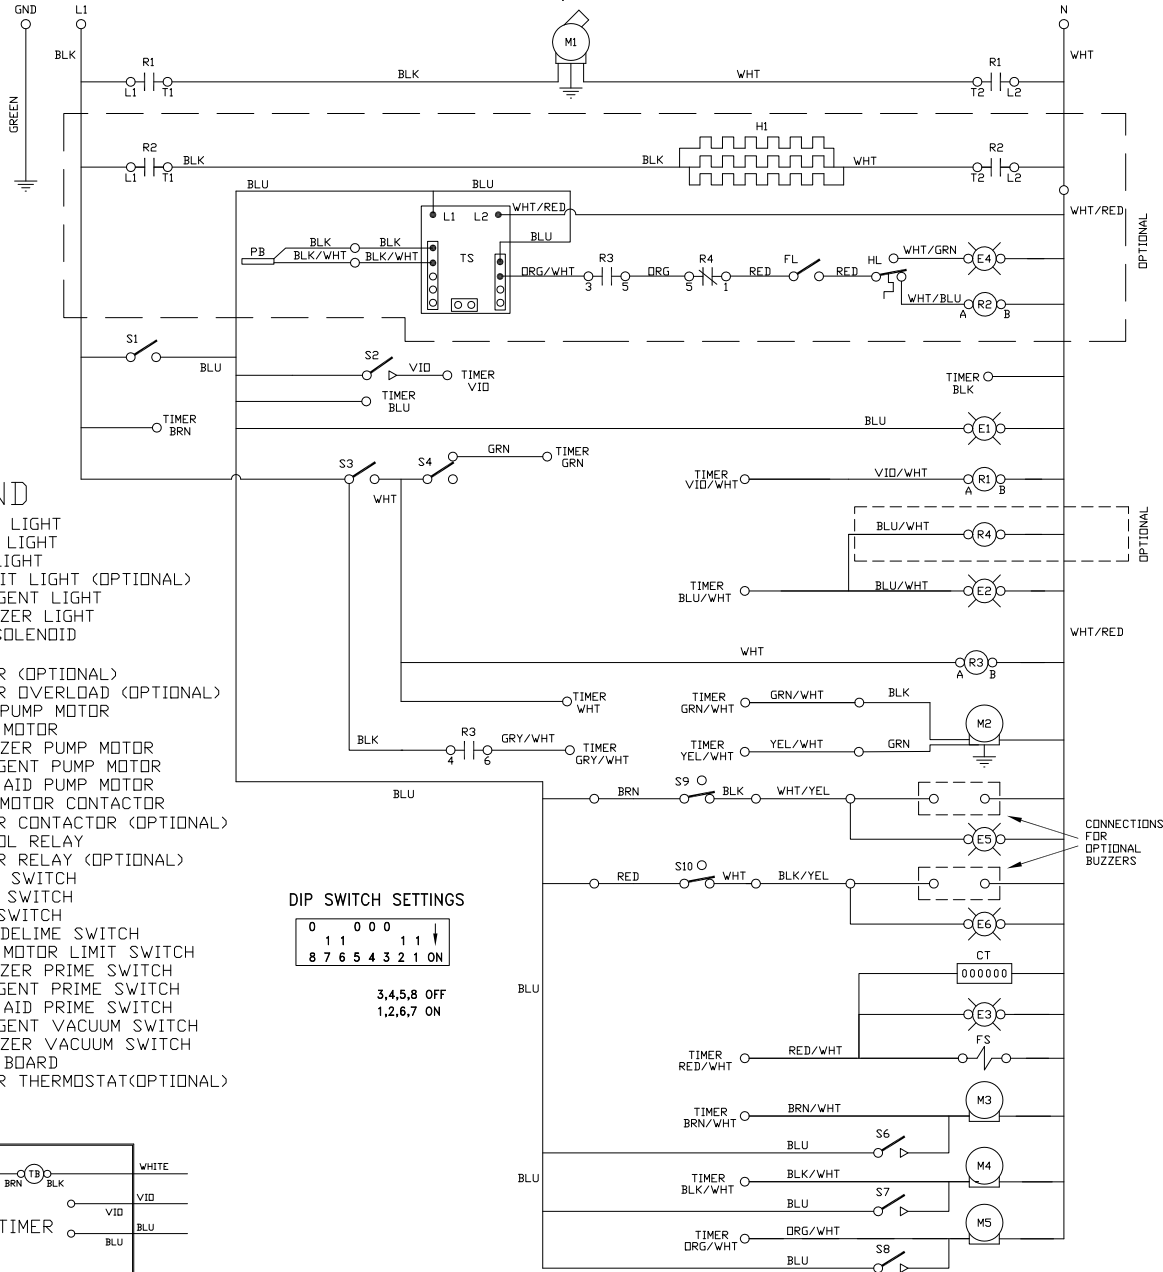 GND
L1
N
BLK
GREEN
R1
L1
T1
BLK
M1
WHT
R1
T2
L2
WHT
H1
R2
L1
T1
BLK
BLK
WHT
R2
T2
L2
BLU
BLU
L1
L2
WHT/RED
WHT/RED
OPTIONAL
BLU
PB
BLK
BLK
BLK/WHT
BLK/WHT
TS
ORG/WHT
R3
3
5
ORG
R4
5
1
RED
FL
RED
HL
WHT/GRN
E4
WHT/BLU
R2
A
B
S1
BLU
S2
VIO
TIMER
VIO
TIMER
BLU
TIMER
BLK
TIMER
BRN
BLU
E1
S3
S4
GRN
TIMER
GRN
WHT
TIMER
VIO/WHT
VIO/WHT
R1
A
B
BLU/WHT
R4
OPTIONAL
TIMER
BLU/WHT
BLU/WHT
E2
WHT/RED
WHT
R3
A
B
TIMER
WHT
TIMER
GRN/WHT
GRN/WHT
BLK
M2
BLK
R3
4
6
GRY/WHT
TIMER
GRY/WHT
TIMER
YEL/WHT
YEL/WHT
GRN
BLU
BRN
S9
BLK
WHT/YEL
E5
CONNECTIONS
FOR
OPTIONAL
BUZZERS
RED
S10
WHT
BLK/YEL
E6
ND
LIGHT
LIGHT
LIGHT
IT LIGHT (OPTIONAL)
GENT LIGHT
ZER LIGHT
SOLENOID
R (OPTIONAL)
R OVERLOAD (OPTIONAL)
PUMP MOTOR
MOTOR
ZER PUMP MOTOR
GENT PUMP MOTOR
AID PUMP MOTOR
MOTOR CONTACTOR
R CONTACTOR (OPTIONAL)
OL RELAY
R RELAY (OPTIONAL)
SWITCH
SWITCH
SWITCH
DELIME SWITCH
MOTOR LIMIT SWITCH
ZER PRIME SWITCH
GENT PRIME SWITCH
AID PRIME SWITCH
GENT VACUUM SWITCH
ZER VACUUM SWITCH
BOARD
R THERMOSTAT(OPTIONAL)
DIP SWITCH SETTINGS
0 0 0 0
1 1 1 1
8 7 6 5 4 3 2 1 ON
3,4,5,8 OFF
1,2,6,7 ON
BLU
CT
000000
E3
TIMER
RED/WHT
RED/WHT
FS
TIMER
BRN/WHT
BRN/WHT
M3
BLU
S6
BLU
TIMER
BLK/WHT
BLK/WHT
M4
BLU
S7
TIMER
ORG/WHT
ORG/WHT
M5
BLU
S8
BRN
TB
BLK
WHITE
VIO
VIO
TIMER
BLU
BLU